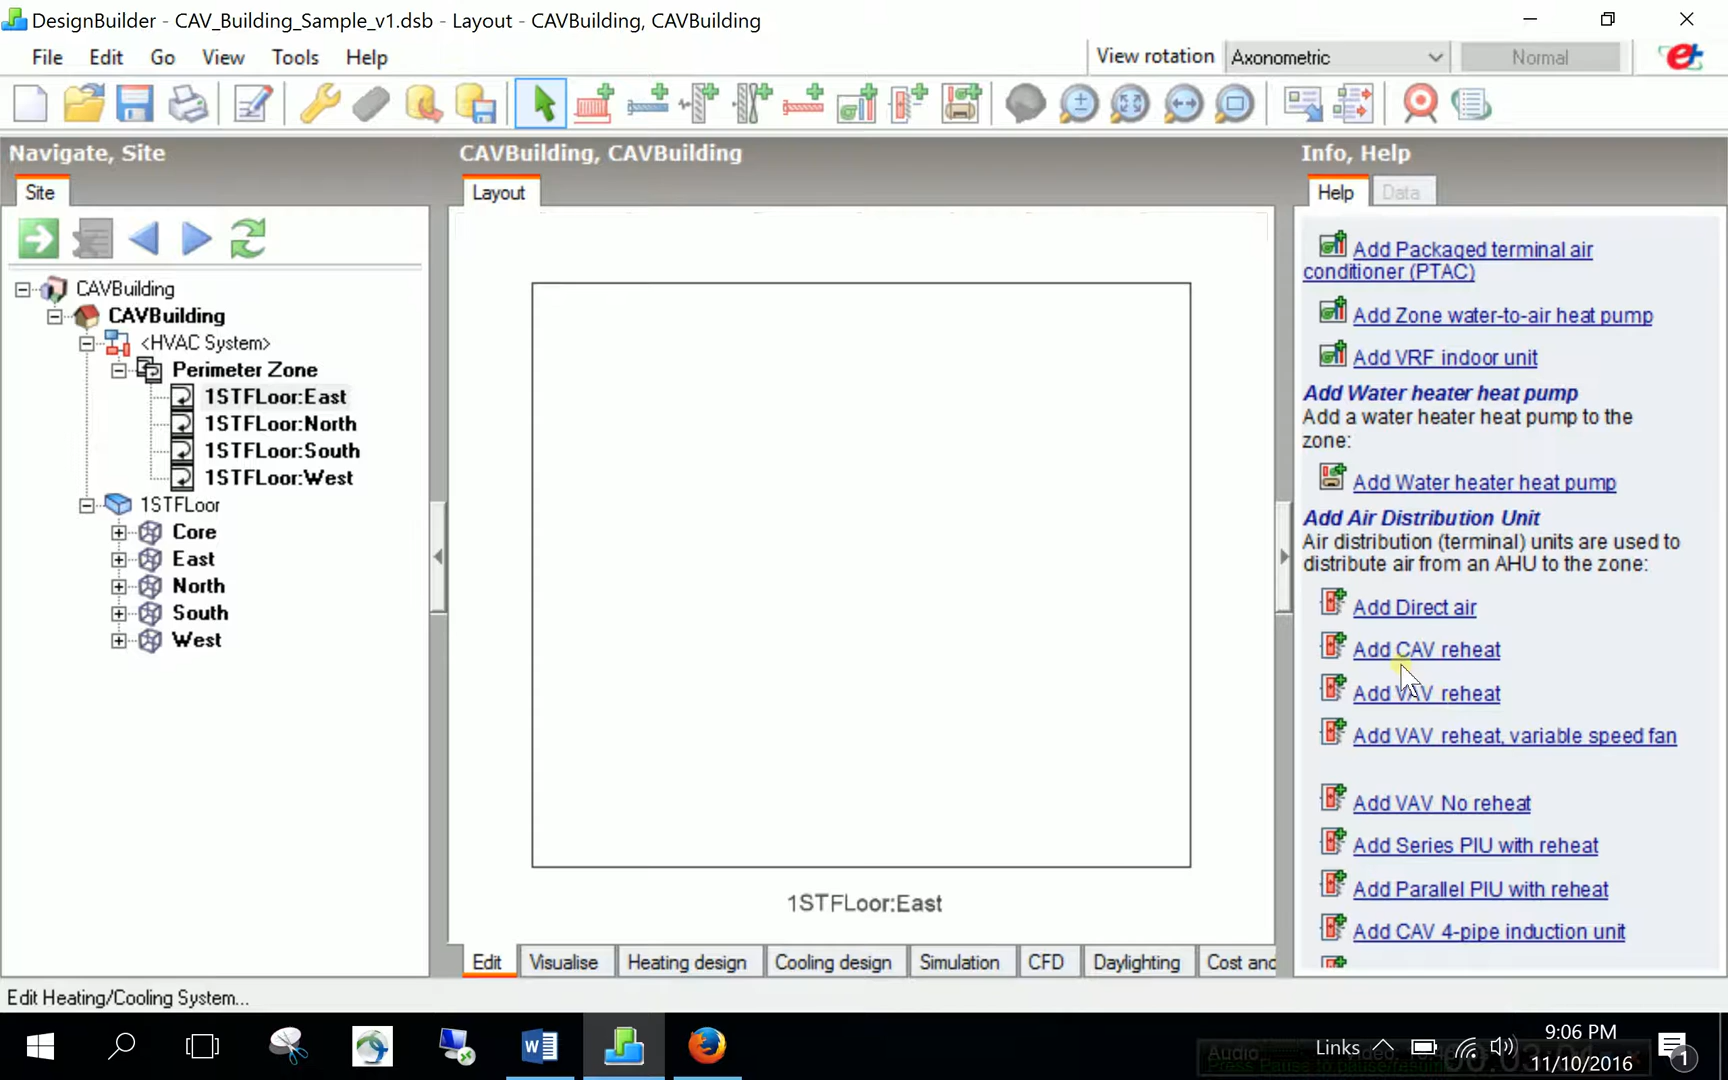 DesignBuilder - CAV_Building_Sample_v1.dsb - Layout - CAVBuilding, CAVBuilding
File Edit Go View Tools Help
View rotation Axonometric Normal
Navigate, Site
CAVBuilding, CAVBuilding
Info, Help
Site
Layout
Help Data
CAVBuilding
CAVBuilding
<HVAC System>
Perimeter Zone
1STFLoor:East
1STFLoor:North
1STFLoor:South
1STFLoor:West
1STFLoor
Core
East
North
South
West
1STFLoor:East
Edit Visualise Heating design Cooling design Simulation CFD Daylighting Cost and
Add Packaged terminal air
conditioner (PTAC)
Add Zone water-to-air heat pump
Add VRF indoor unit
Add Water heater heat pump
Add a water heater heat pump to the
zone:
Add Water heater heat pump
Add Air Distribution Unit
Air distribution (terminal) units are used to
distribute air from an AHU to the zone:
Add Direct air
Add CAV reheat
Add VAV reheat
Add VAV reheat, variable speed fan
Add VAV No reheat
Add Series PIU with reheat
Add Parallel PIU with reheat
Add CAV 4-pipe induction unit
Edit Heating/Cooling System...
Links
9:06 PM
11/10/2016
1